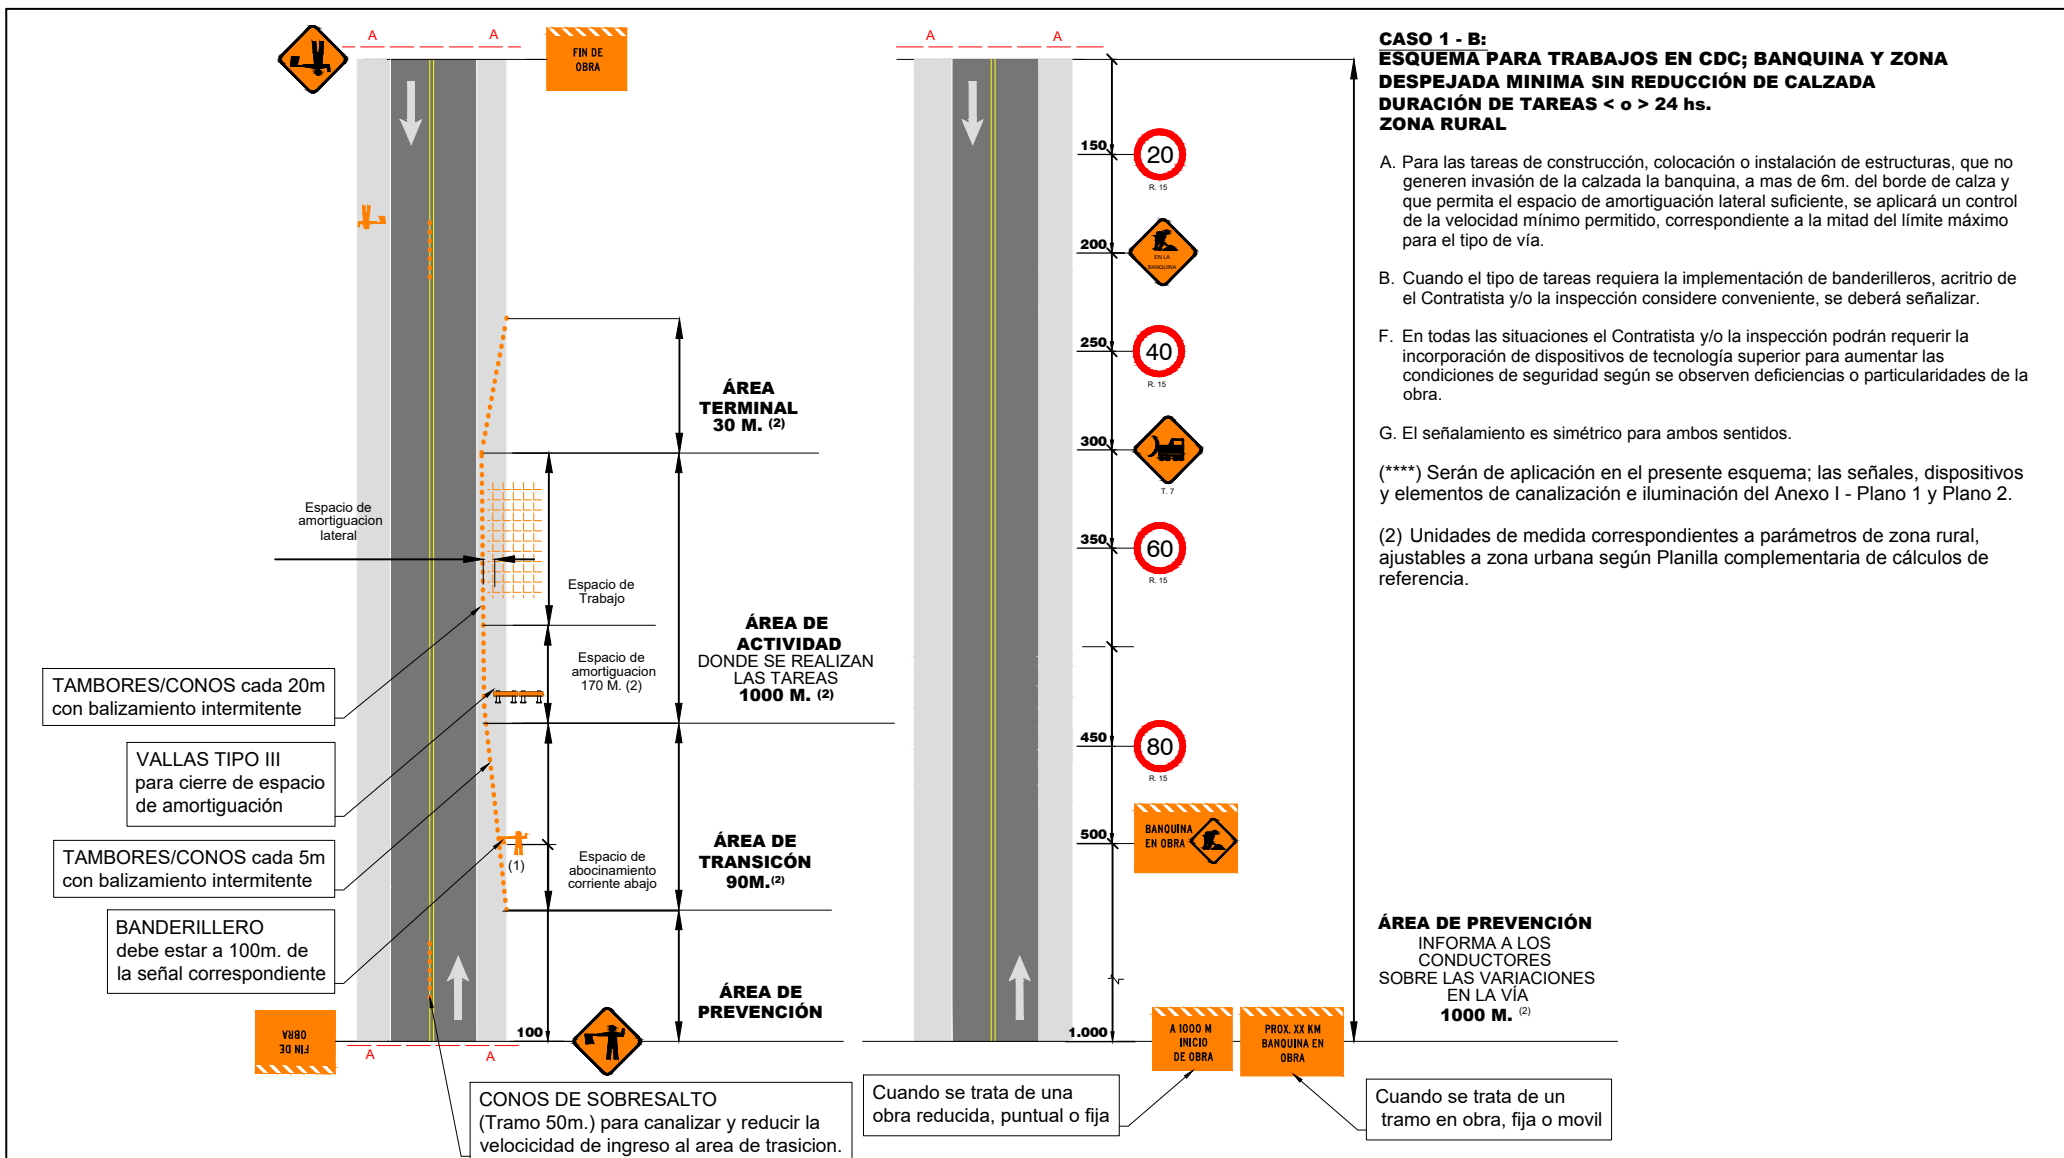 CASO 1 - B:
ESQUEMA PARA TRABAJOS EN CDC; BANQUINA Y ZONA
DESPEJADA MINIMA SIN REDUCCIÓN DE CALZADA
DURACIÓN DE TAREAS < o > 24 hs.
ZONA RURAL
A. Para las tareas de construcción, colocación o instalación de estructuras, que no
generen invasión de la calzada la banquina, a mas de 6m. del borde de calza y
que permita el espacio de amortiguación lateral suficiente, se aplicará un control
de la velocidad mínimo permitido, correspondiente a la mitad del límite máximo
para el tipo de vía.
B. Cuando el tipo de tareas requiera la implementación de banderilleros, acritrio de
el Contratista y/o la inspección considere conveniente, se deberá señalizar.
F. En todas las situaciones el Contratista y/o la inspección podrán requerir la
incorporación de dispositivos de tecnología superior para aumentar las
condiciones de seguridad según se observen deficiencias o particularidades de la
obra.
G. El señalamiento es simétrico para ambos sentidos.
(****) Serán de aplicación en el presente esquema; las señales, dispositivos
y elementos de canalización e iluminación del Anexo I - Plano 1 y Plano 2.
(2) Unidades de medida correspondientes a parámetros de zona rural,
ajustables a zona urbana según Planilla complementaria de cálculos de
referencia.
A
A
FIN DE
OBRA
ÁREA
TERMINAL
30 M. (2)
Espacio de
amortiguacion
lateral
Espacio de
Trabajo
ÁREA DE
ACTIVIDAD
DONDE SE REALIZAN
LAS TAREAS
1000 M. (2)
Espacio de
amortiguacion
170 M. (2)
TAMBORES/CONOS cada 20m
con balizamiento intermitente
VALLAS TIPO III
para cierre de espacio
de amortiguación
TAMBORES/CONOS cada 5m
con balizamiento intermitente
(1)
Espacio de
abocinamiento
corriente abajo
ÁREA DE
TRANSICÓN
90M.(2)
BANDERILLERO
debe estar a 100m. de
la señal correspondiente
ÁREA DE
PREVENCIÓN
FIN DE
OBRA
100
A
A
CONOS DE SOBRESALTO
(Tramo 50m.) para canalizar y reducir la
velocicidad de ingreso al area de trasicion.
A
A
150
20
R. 15
200
EN LA
BANQUINA
250
40
R. 15
300
T. 7
350
60
R. 15
450
80
R. 15
500
BANQUINA
EN OBRA
1.000
A 1000 M
INICIO
DE OBRA
PROX. XX KM
BANQUINA EN
OBRA
ÁREA DE PREVENCIÓN
INFORMA A LOS
CONDUCTORES
SOBRE LAS VARIACIONES
EN LA VÍA
1000 M. (2)
Cuando se trata de una
obra reducida, puntual o fija
Cuando se trata de un
tramo en obra, fija o movil